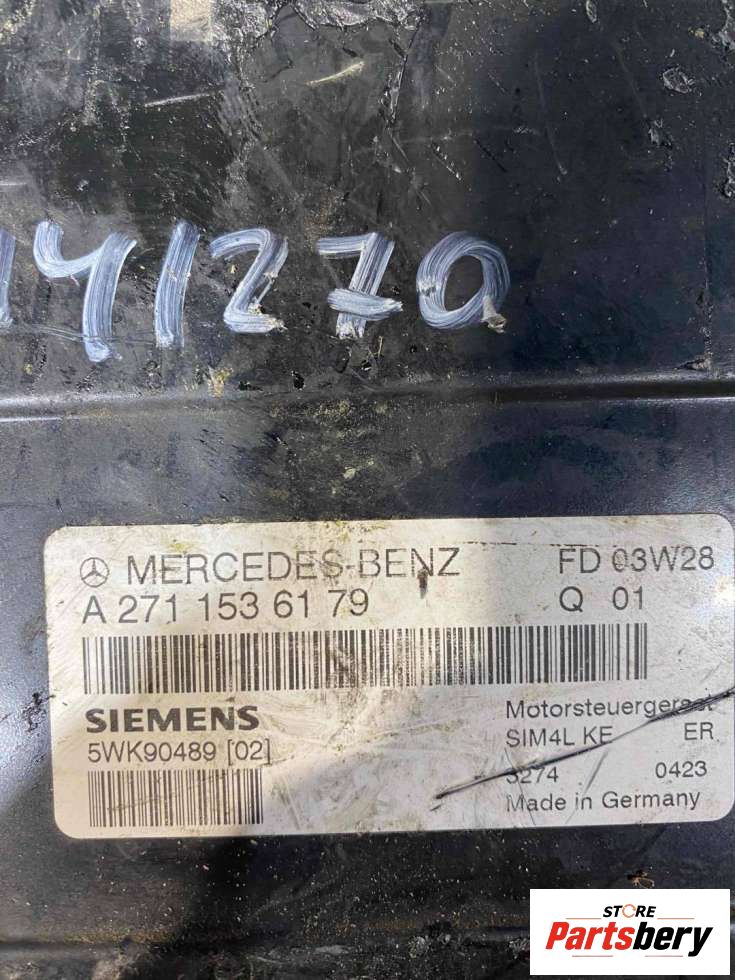 141270
MERCEDES-BENZ FD 03W28
A 271 153 61 79 Q 01
SIEMENS Motorsteuergeraet
5WK90489 [02] SIM4L KE ER
3274 0423
Made in Germany
STORE
Partsbery